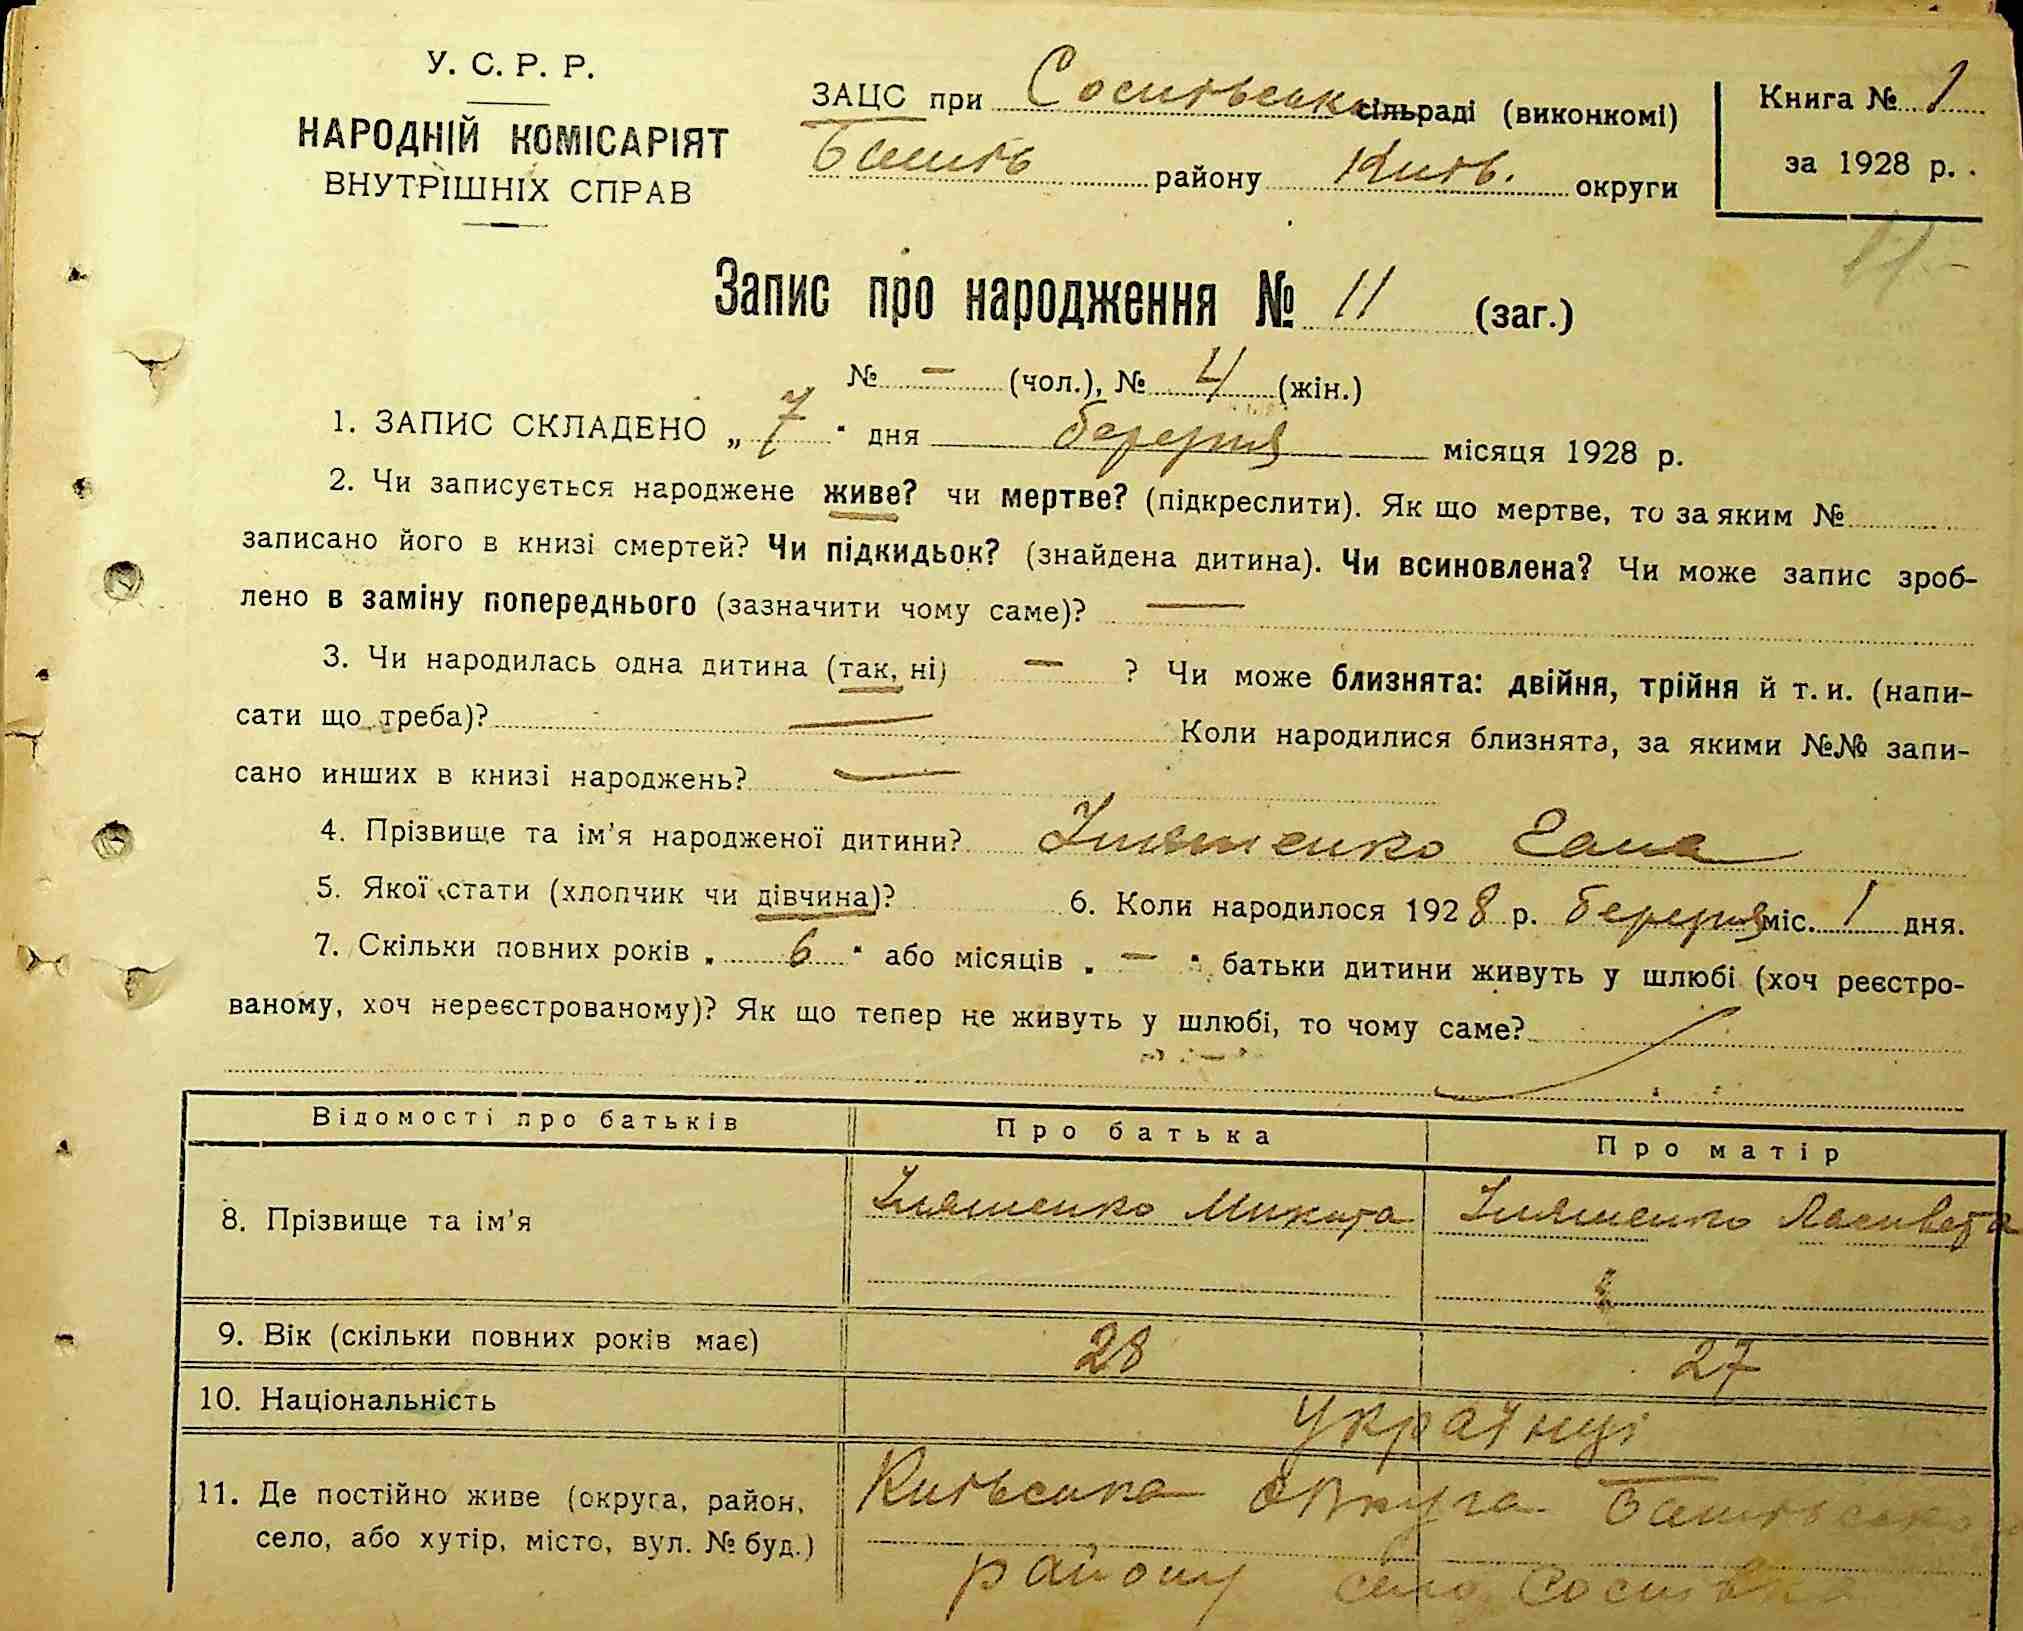 У. С. Р. Р.
НАРОДНІЙ КОМІСАРІЯТ
ВНУТРІШНІХ СПРАВ
ЗАЦС при Соснівській сільраді (виконкомі)
району Київ. округи
Книга № 1
за 1928 р.
Запис про народження № 11 (заг.)
№ — (чол.), № 4 (жін.)
1. ЗАПИС СКЛАДЕНО „ 7 " дня березня місяця 1928 р.
2. Чи записується народжене живе? чи мертве? (підкреслити). Як що мертве, то за яким №
записано його в книзі смертей? Чи підкидьок? (знайдена дитина). Чи всиновлена? Чи може запис зроб-
лено в заміну попереднього (зазначити чому саме)? —
3. Чи народилась одна дитина (так, ні) — ? Чи може близнята: двійня, трійня й т. и. (напи-
сати що треба)? — Коли народилися близнята, за якими №№ запи-
сано инших в книзі народжень? —
4. Прізвище та ім'я народженої дитини? Ільяшенко Гана
5. Якої стати (хлопчик чи дівчина)? 6. Коли народилося 1928 р. березня міс. 1 дня.
7. Скільки повних років „ 6 " або місяців „ — " батьки дитини живуть у шлюбі (хоч реєстро-
ваному, хоч нереєстрованому)? Як що тепер не живуть у шлюбі, то чому саме?
Відомості про батьків Про батька Про матір
8. Прізвище та ім'я Ільяшенко Микита Ільяшенко Ласивета
9. Вік (скільки повних років має) 28 27
10. Національність Українці
11. Де постійно живе (округа, район,
село, або хутір, місто, вул. № буд.)
Київська округа
району село Соснівка